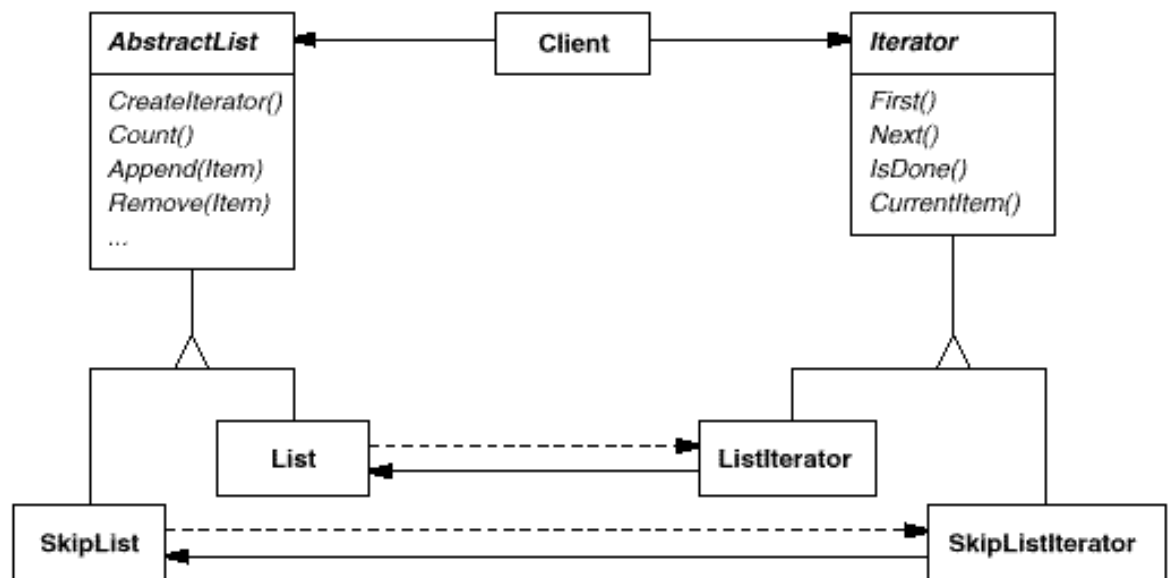 AbstractList
CreateIterator()
Count()
Append(Item)
Remove(Item)
...
Client
Iterator
First()
Next()
IsDone()
CurrentItem()
List
ListIterator
SkipList
SkipListIterator